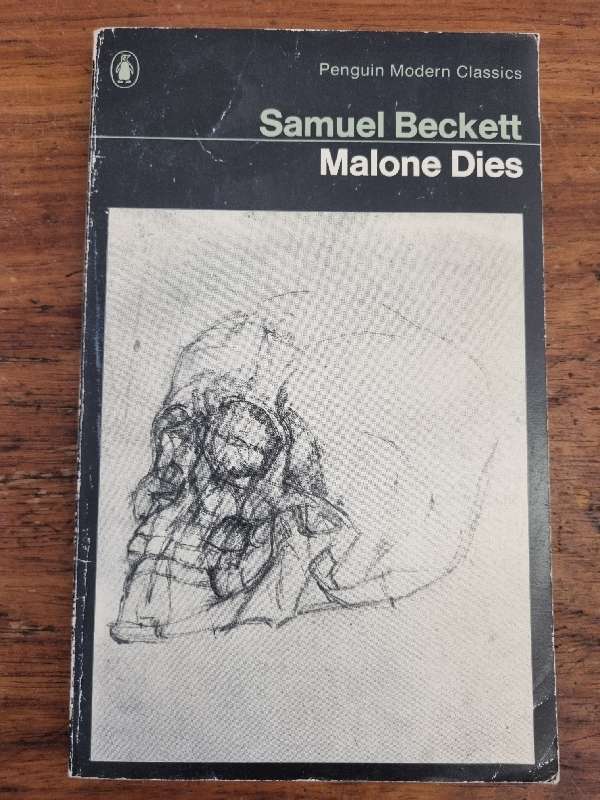 Penguin Modern Classics
Samuel Beckett
Malone Dies